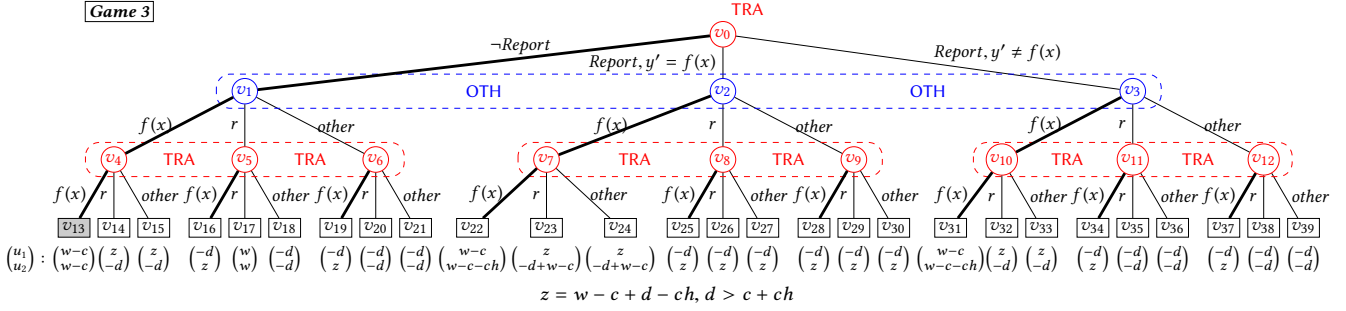 Game 3
TRA
v₀
¬Report
Report, y′ = f(x)
Report, y′ ≠ f(x)
v₁ OTH v₂ OTH v₃
f(x) r other f(x) r other f(x) r other
v₄ TRA v₅ TRA v₆ v₇ TRA v₈ TRA v₉ v₁₀ TRA v₁₁ TRA v₁₂
f(x) r other f(x) r other f(x) r other f(x) r other f(x) r other f(x) r other f(x) r other f(x) r other f(x) r other
v₁₃ v₁₄ v₁₅ v₁₆ v₁₇ v₁₈ v₁₉ v₂₀ v₂₁ v₂₂ v₂₃ v₂₄ v₂₅ v₂₆ v₂₇ v₂₈ v₂₉ v₃₀ v₃₁ v₃₂ v₃₃ v₃₄ v₃₅ v₃₆ v₃₇ v₃₈ v₃₉
(u₁ : (w−c) (z) (z) (−d) (w) (−d) (−d) (−d) (−d) (w−c) (z) (z) (−d) (−d) (−d) (−d) (−d) (−d) (w−c) (z) (z) (−d) (−d) (−d) (−d) (−d) (−d)
u₂) : (w−c) (−d) (−d) (z) (w) (−d) (z) (−d) (−d) (w−c−ch) (−d+w−c) (−d+w−c) (z) (z) (z) (z) (z) (z) (w−c−ch) (−d) (−d) (z) (−d) (−d) (z) (−d) (−d)
z = w − c + d − ch, d > c + ch